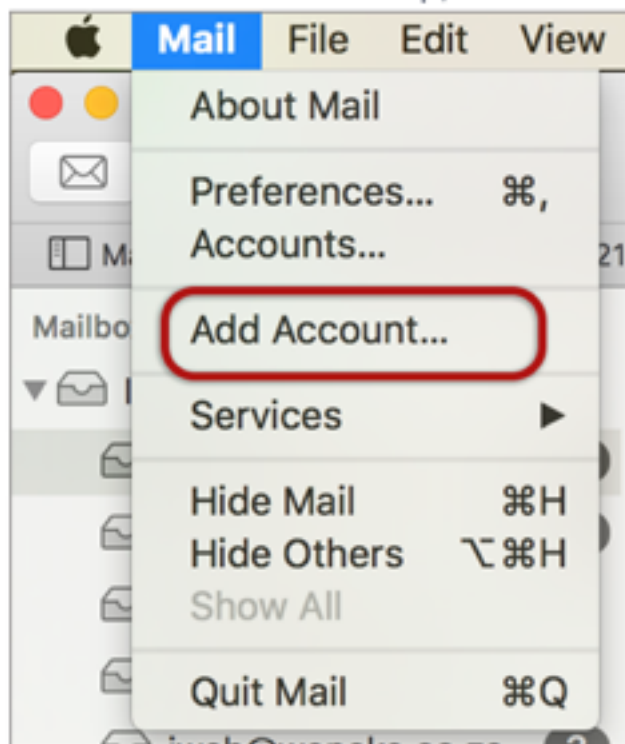 Mail File Edit View
About Mail
Preferences... ⌘,
Accounts...
Mailbo
Add Account...
Services ▶
Hide Mail ⌘H
Hide Others ⌥⌘H
Show All
Quit Mail ⌘Q